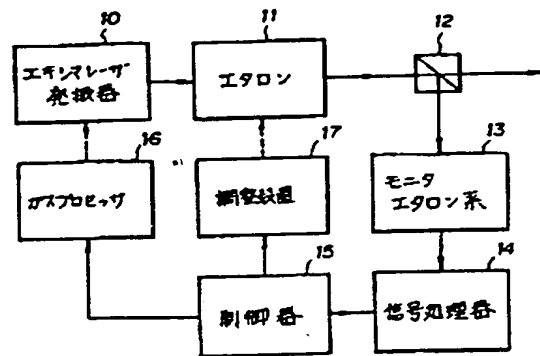 10
エキシマレーザ
発振器
11
エタロン
12
16
ガスプロセッサ
17
調整装置
13
モニタ
エタロン系
15
制御器
14
信号処理器